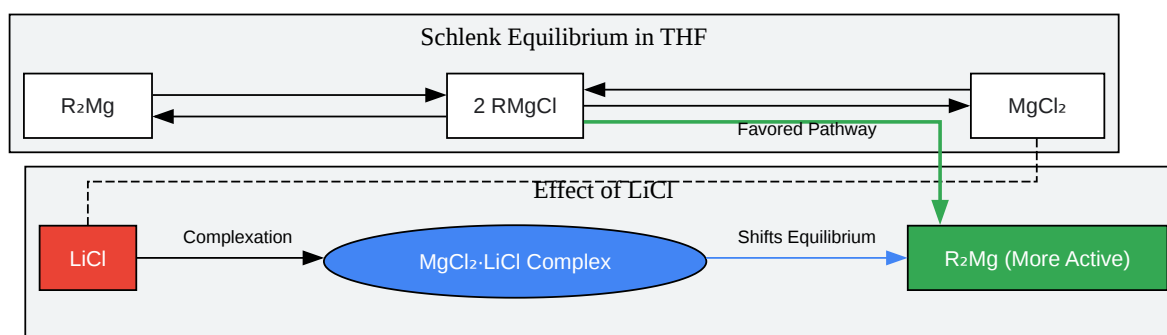 Schlenk Equilibrium in THF
R₂Mg
2 RMgCl
MgCl₂
Favored Pathway
Effect of LiCl
LiCl
Complexation
MgCl₂·LiCl Complex
Shifts Equilibrium
R₂Mg (More Active)